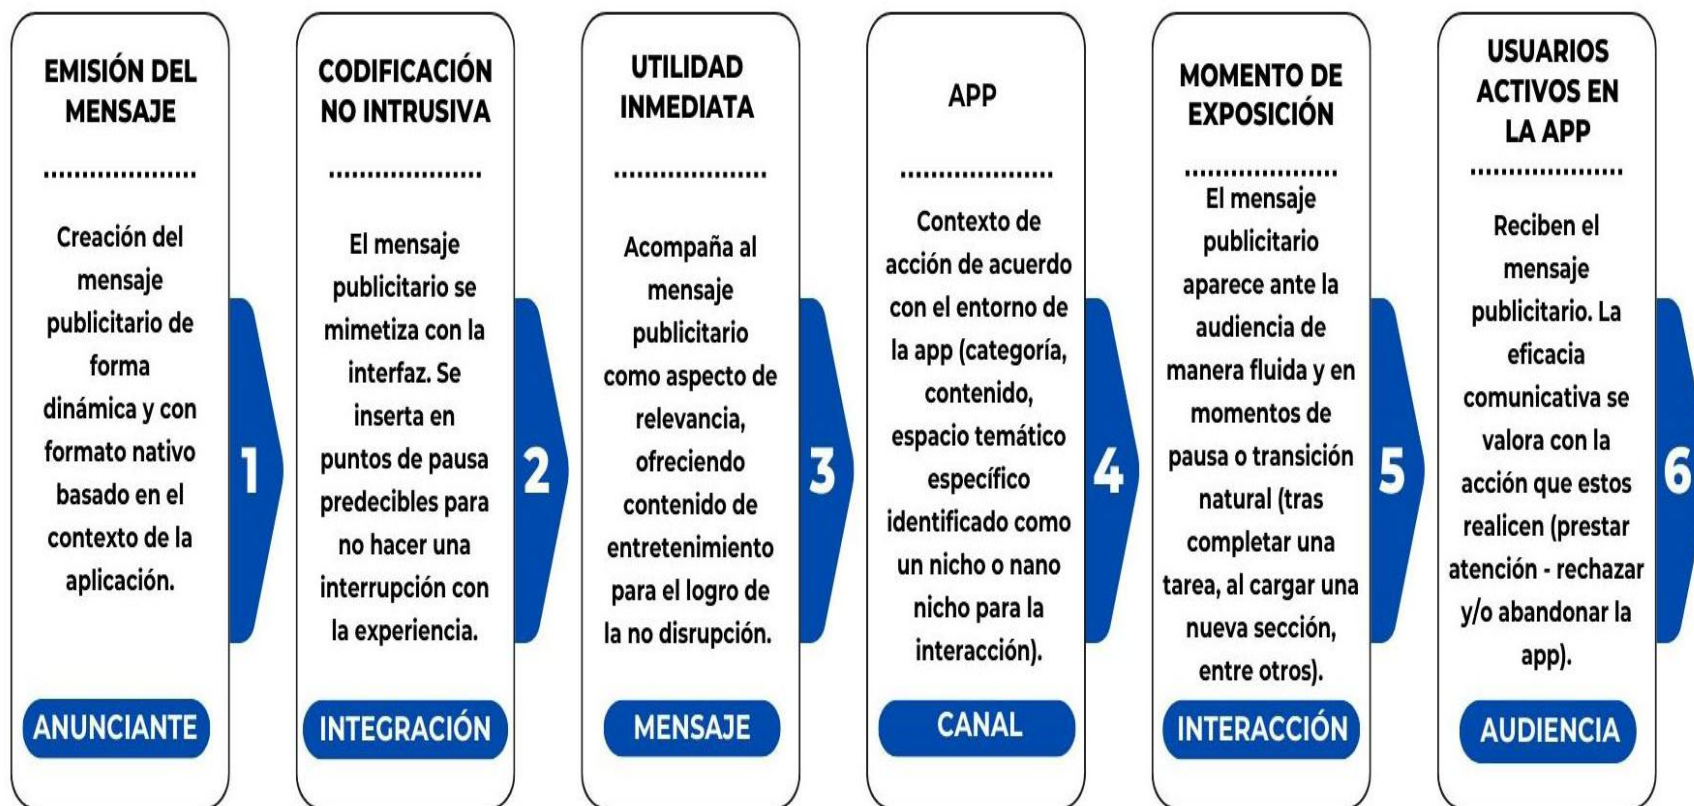 EMISIÓN DEL
MENSAJE
Creación del
mensaje
publicitario de
forma
dinámica y con
formato nativo
basado en el
contexto de la
aplicación.
ANUNCIANTE
1
CODIFICACIÓN
NO INTRUSIVA
El mensaje
publicitario se
mimetiza con la
interfaz. Se
inserta en
puntos de pausa
predecibles para
no hacer una
interrupción con
la experiencia.
INTEGRACIÓN
2
UTILIDAD
INMEDIATA
Acompaña al
mensaje
publicitario
como aspecto de
relevancia,
ofreciendo
contenido de
entretenimiento
para el logro de
la no disrupción.
MENSAJE
3
APP
Contexto de
acción de acuerdo
con el entorno de
la app (categoría,
contenido,
espacio temático
específico
identificado como
un nicho o nano
nicho para la
interacción).
CANAL
4
MOMENTO DE
EXPOSICIÓN
El mensaje
publicitario
aparece ante la
audiencia de
manera fluida y en
momentos de
pausa o transición
natural (tras
completar una
tarea, al cargar una
nueva sección,
entre otros).
INTERACCIÓN
5
USUARIOS
ACTIVOS EN
LA APP
Reciben el
mensaje
publicitario. La
eficacia
comunicativa se
valora con la
acción que estos
realicen (prestar
atención - rechazar
y/o abandonar la
app).
AUDIENCIA
6